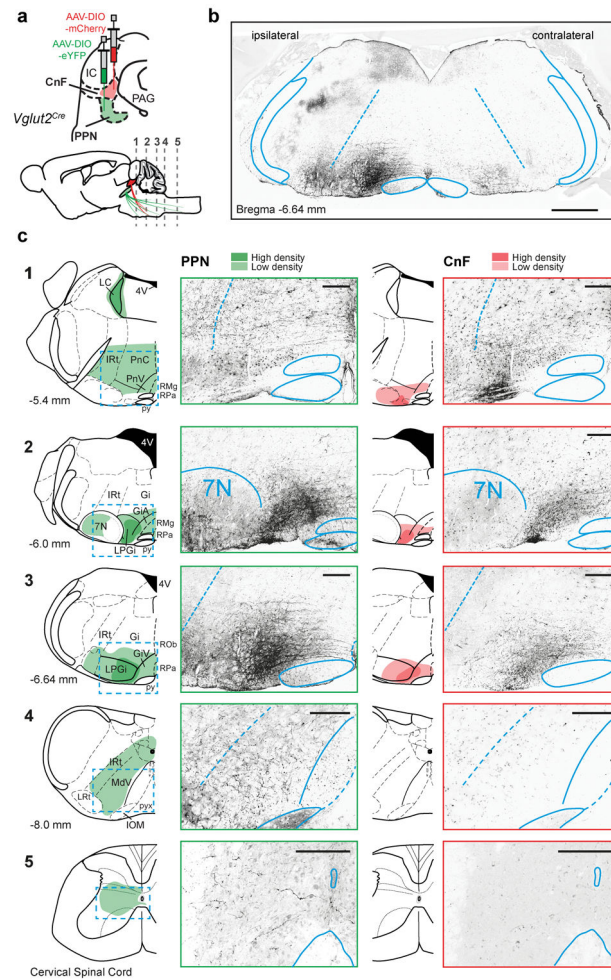 a
AAV-DIO
-mCherry
AAV-DIO
-eYFP
IC
CnF
PAG
Vglut2Cre
PPN
1 2 3 4 5
b
ipsilateral
contralateral
Bregma -6.64 mm
c
PPN
High density
Low density
CnF
High density
Low density
1
LC
4V
IRt
PnC
PnV
RMg
RPa
py
-5.4 mm
2
4V
IRt
Gi
GiA
7N
RMg
RPa
LPGi
py
-6.0 mm
7N
7N
3
4V
IRt
Gi
ROb
GiV
LPGi
RPa
py
-6.64 mm
4
IRt
MdV
LRt
pyx
IOM
-8.0 mm
5
Cervical Spinal Cord